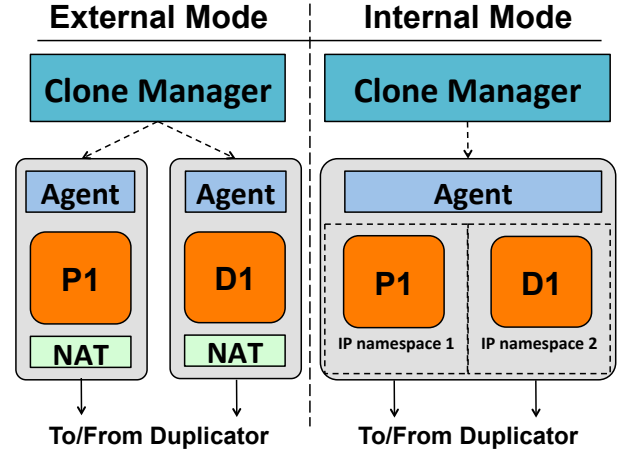 External Mode
Internal Mode
Clone Manager
Clone Manager
Agent
Agent
Agent
P1
D1
P1
D1
IP namespace 1
IP namespace 2
NAT
NAT
To/From Duplicator
To/From Duplicator